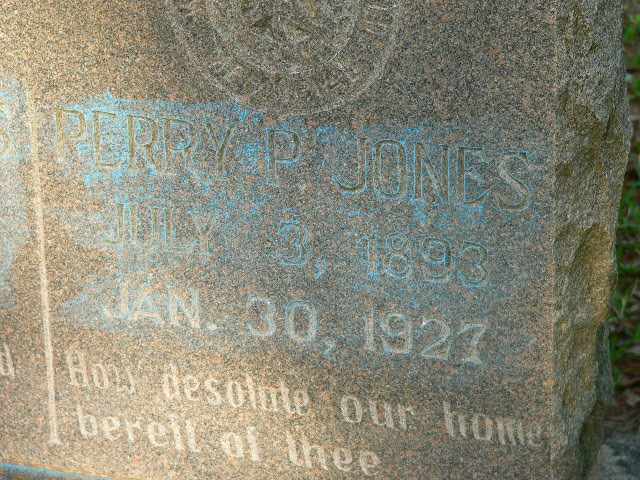 PERRY P. JONES
JULY 3, 1893
JAN. 30, 1927
How desolate our home
bereft of thee